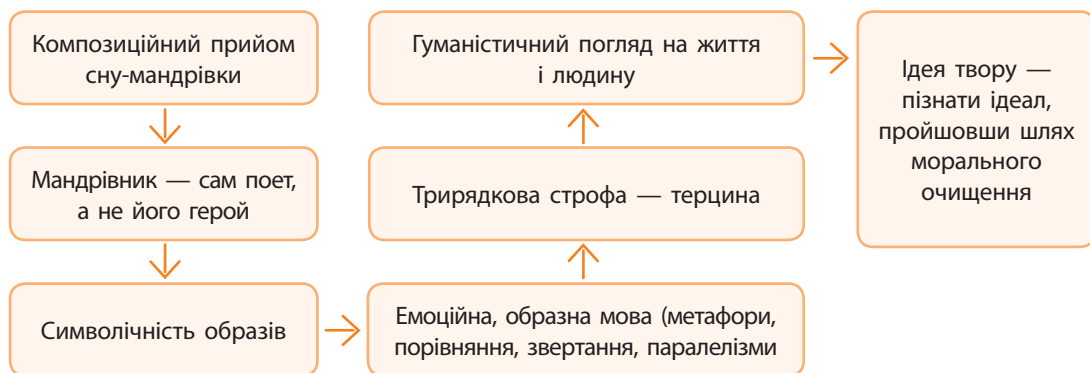 Композиційний прийом
сну-мандрівки
Мандрівник — сам поет,
а не його герой
Символічність образів
Емоційна, образна мова (метафори,
порівняння, звертання, паралелізми
Трирядкова строфа — терцина
Гуманістичний погляд на життя
і людину
Ідея твору —
пізнати ідеал,
пройшовши шлях
морального
очищення